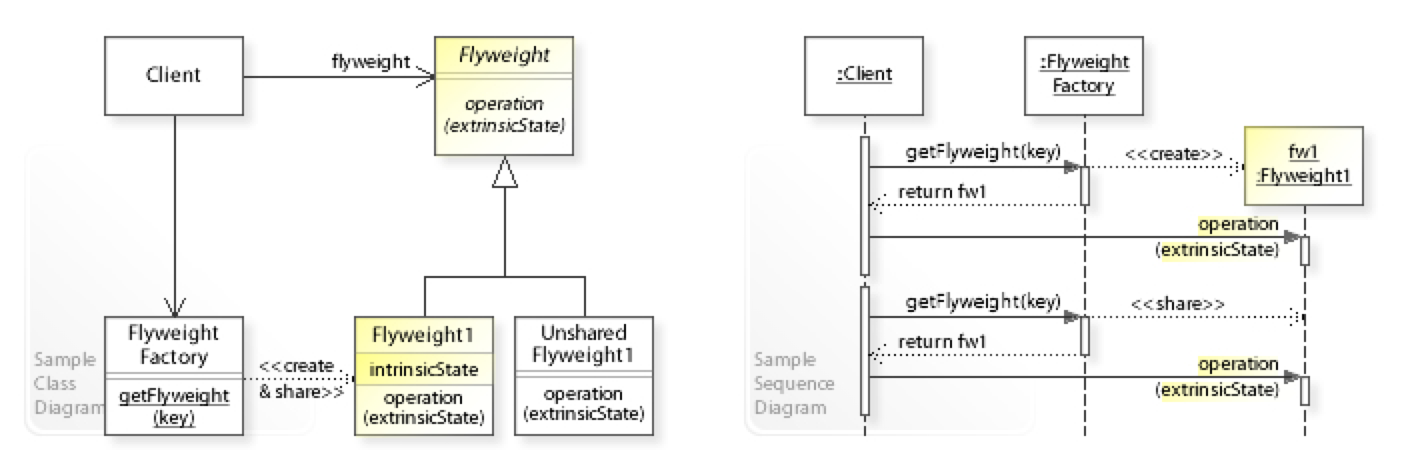 Client
flyweight
Flyweight
operation
(extrinsicState)
Flyweight
Factory
getFlyweight
(key)
<<create
& share>>
Flyweight1
intrinsicState
operation
(extrinsicState)
Unshared
Flyweight1
operation
(extrinsicState)
Sample
Class
Diagram
:Client
:Flyweight
Factory
fw1
:Flyweight1
getFlyweight(key)
<<create>>
return fw1
operation
(extrinsicState)
getFlyweight(key)
<<share>>
return fw1
operation
(extrinsicState)
Sample
Sequence
Diagram